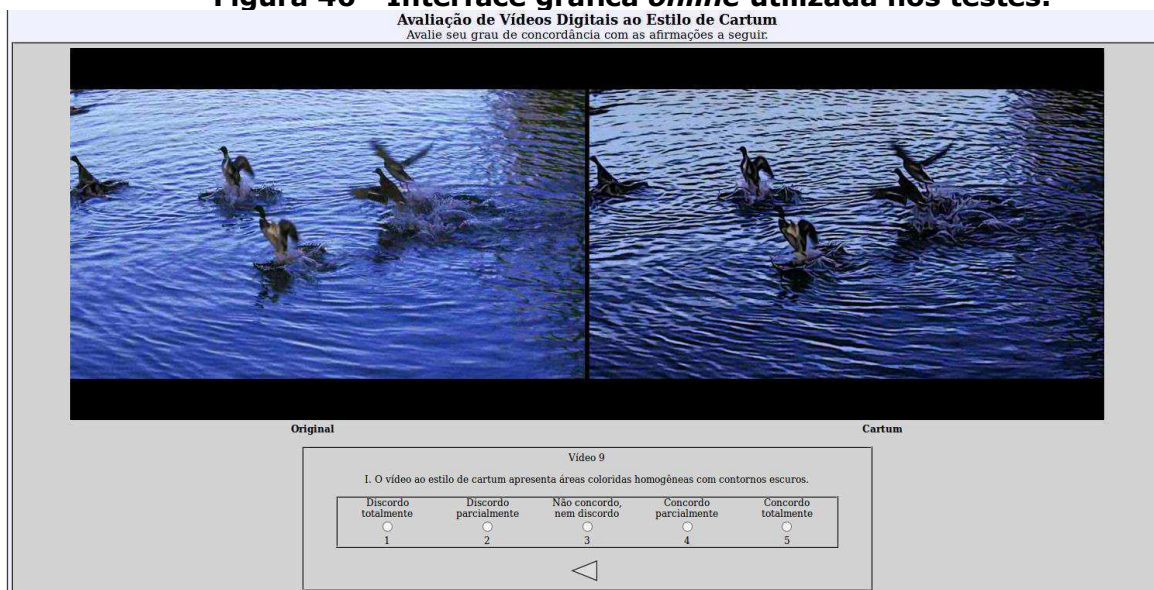 Figura 46 - Interface gráfica online utilizada nos testes.
Avaliação de Vídeos Digitais ao Estilo de Cartum
Avalie seu grau de concordância com as afirmações a seguir.
Original
Cartum
Vídeo 9
I. O vídeo ao estilo de cartum apresenta áreas coloridas homogêneas com contornos escuros.
Discordo totalmente
Discordo parcialmente
Não concordo, nem discordo
Concordo parcialmente
Concordo totalmente
1 2 3 4 5